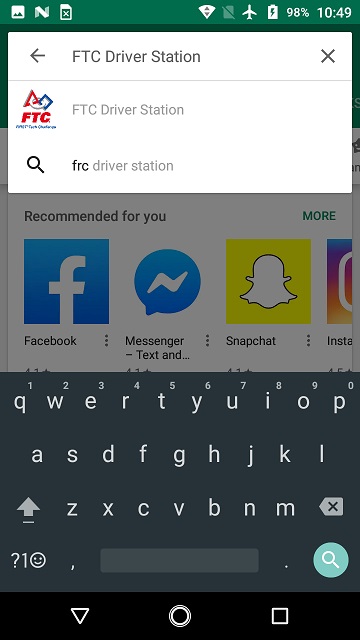 98% 10:49
FTC Driver Station
FTC
FIRST Tech Challenge
FTC Driver Station
frc driver station
Recommended for you MORE
Facebook Messenger Snapchat Insta
– Text and...
1 2 3 4 5 6 7 8 9 0
q w e r t y u i o p
a s d f g h j k l
z x c v b n m
?1☺ , .